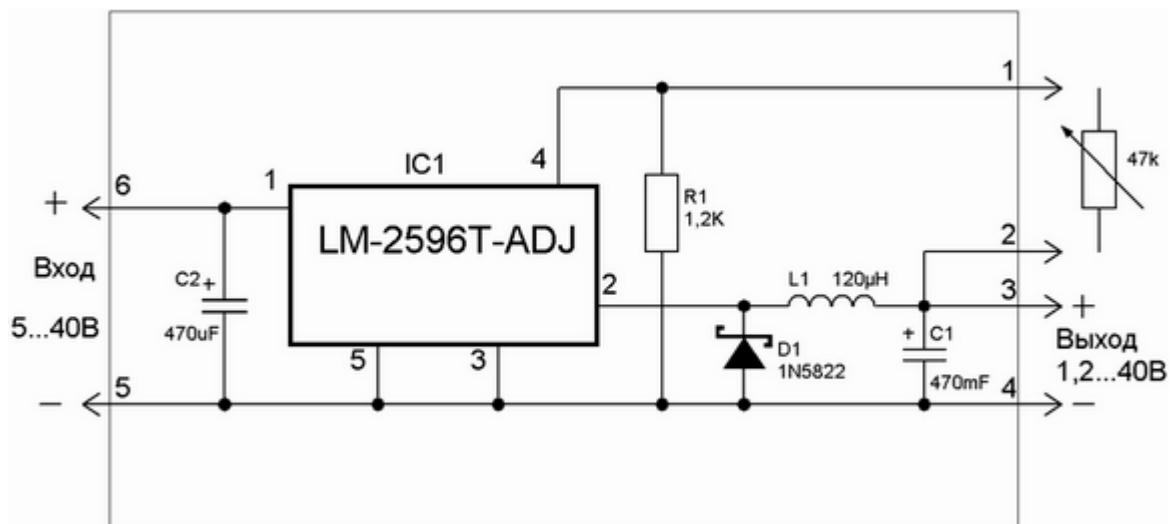 1
IC1
4
6
1
+
R1
1,2K
47k
LM-2596T-ADJ
2
Вход
C2 +
2
L1 120µH
3
+
5...40В
470uF
5
3
D1
1N5822
+ C1
470mF
Выход
1,2...40В
–
5
4
–